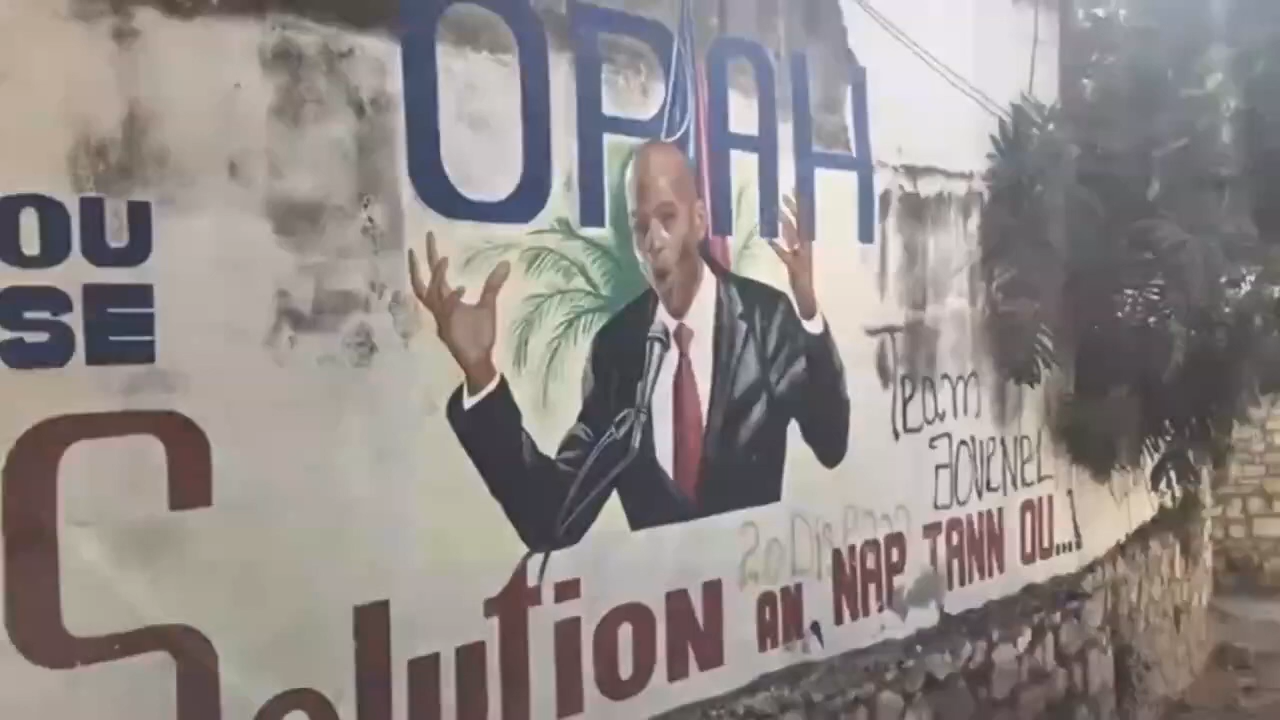 OPAH
OU
SE
Team
JOVENEL
Solution AN, NAP TANN OU...!